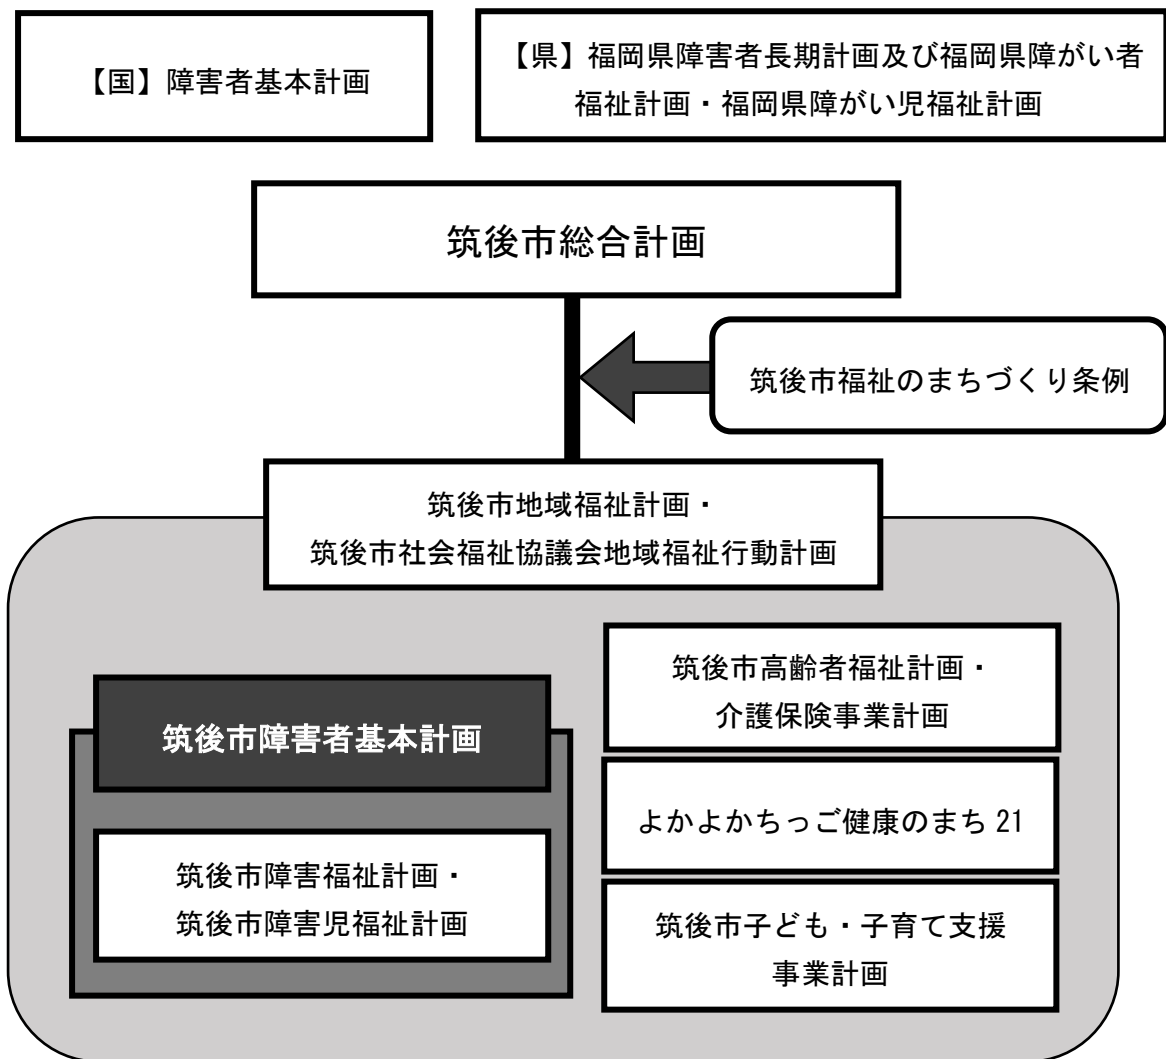 【国】障害者基本計画
【県】福岡県障害者長期計画及び福岡県障がい者
福祉計画・福岡県障がい児福祉計画
筑後市総合計画
筑後市福祉のまちづくり条例
筑後市地域福祉計画・
筑後市社会福祉協議会地域福祉行動計画
筑後市障害者基本計画
筑後市障害福祉計画・
筑後市障害児福祉計画
筑後市高齢者福祉計画・
介護保険事業計画
よかよかちっご健康のまち 21
筑後市子ども・子育て支援
事業計画